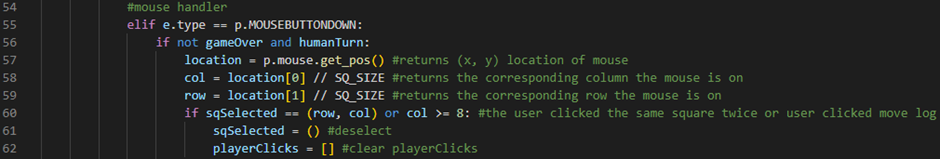 54 #mouse handler
55 elif e.type == p.MOUSEBUTTONDOWN:
56 if not gameOver and humanTurn:
57 location = p.mouse.get_pos() #returns (x, y) location of mouse
58 col = location[0] // SQ_SIZE #returns the corresponding column the mouse is on
59 row = location[1] // SQ_SIZE #returns the corresponding row the mouse is on
60 if sqSelected == (row, col) or col >= 8: #the user clicked the same square twice or user clicked move log
61 sqSelected = () #deselect
62 playerClicks = [] #clear playerClicks